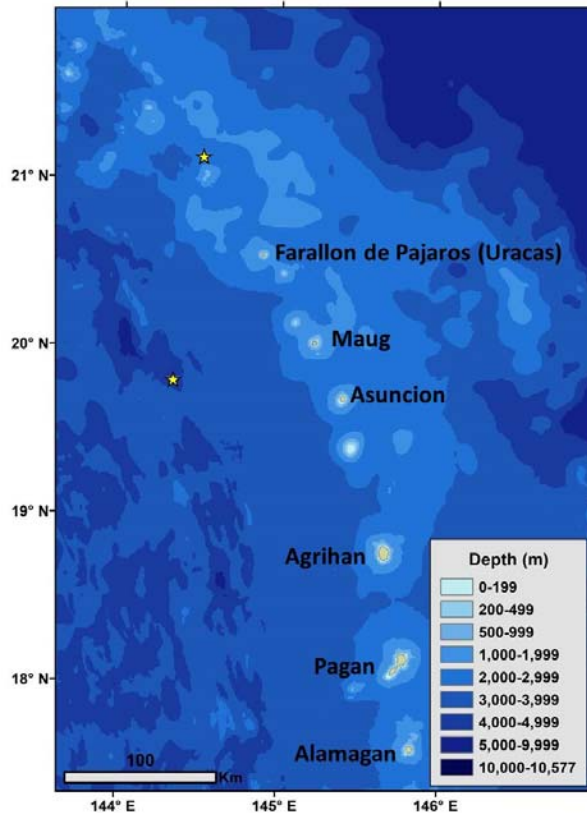 21° N
Farallon de Pajaros (Uracas)
20° N
Maug
Asuncion
19° N
Agrihan
18° N
Pagan
Alamagan
Depth (m)
0-199
200-499
500-999
1,000-1,999
2,000-2,999
3,000-3,999
4,000-4,999
5,000-9,999
10,000-10,577
100
Km
144° E
145° E
146° E